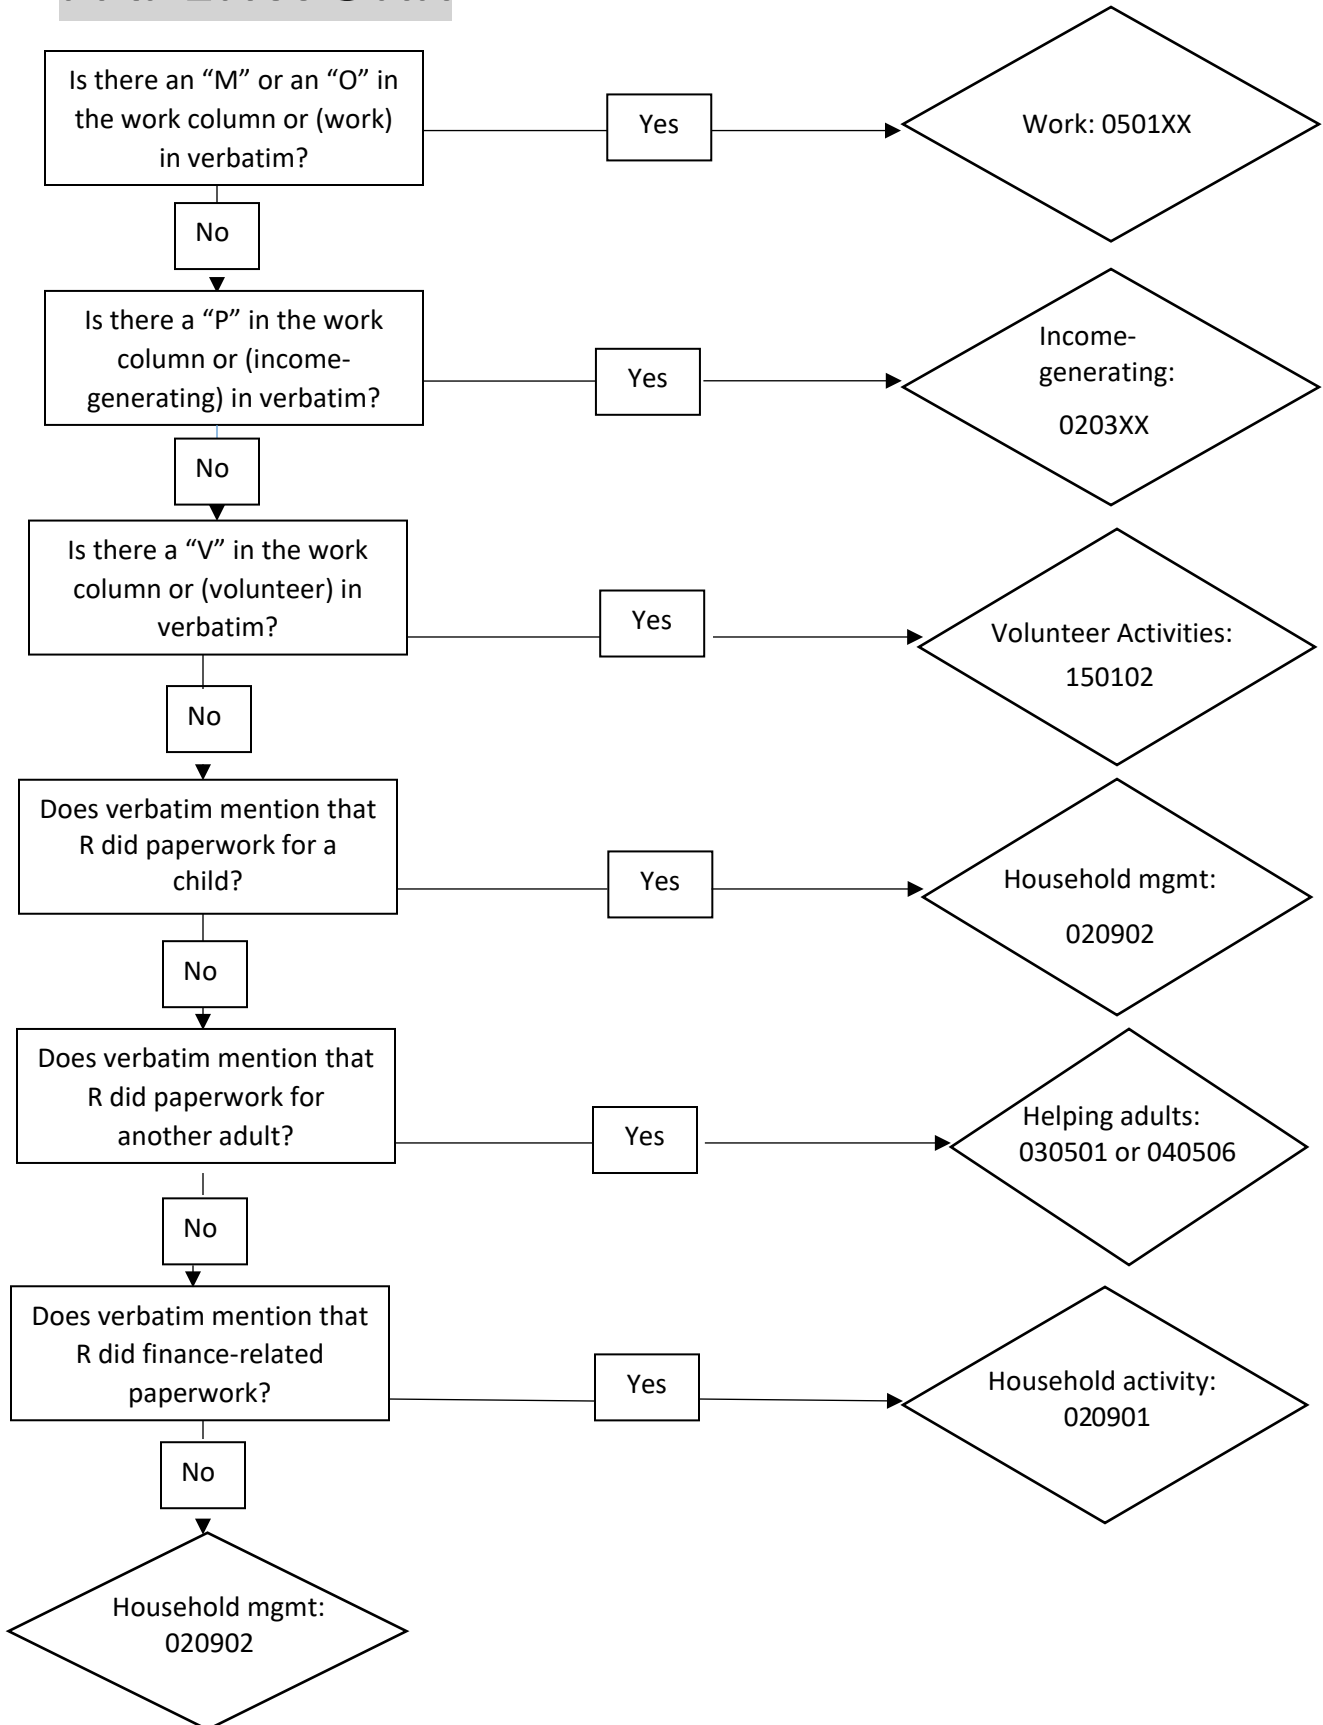 Is there an “M” or an “O” in
the work column or (work)
in verbatim?
Yes
Work: 0501XX
No
Is there a “P” in the work
column or (income-
generating) in verbatim?
Yes
Income-
generating:
0203XX
No
Is there a “V” in the work
column or (volunteer) in
verbatim?
Yes
Volunteer Activities:
150102
No
Does verbatim mention that
R did paperwork for a
child?
Yes
Household mgmt:
020902
No
Does verbatim mention that
R did paperwork for
another adult?
Yes
Helping adults:
030501 or 040506
No
Does verbatim mention that
R did finance-related
paperwork?
Yes
Household activity:
020901
No
Household mgmt:
020902